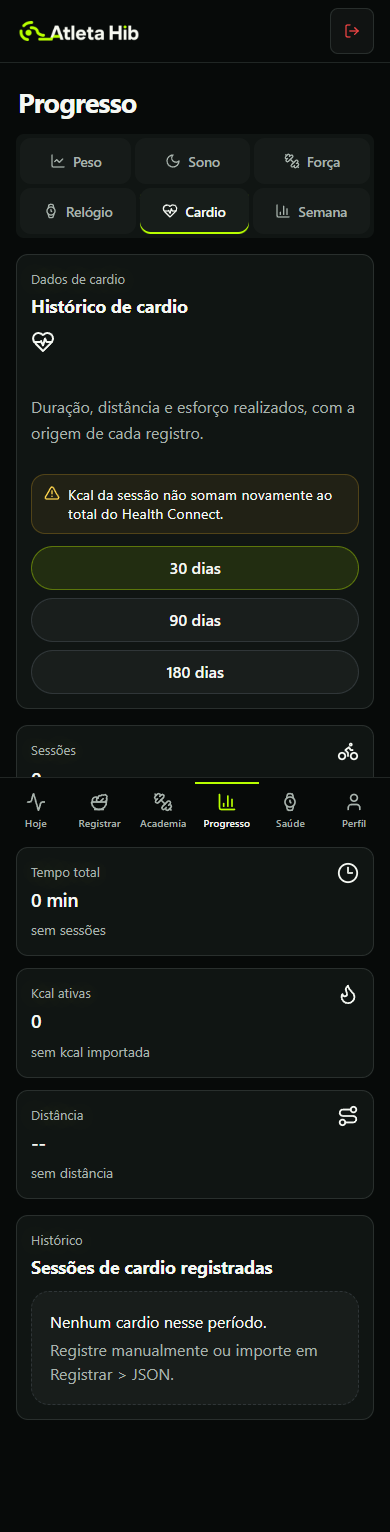 Atleta Hib
Progresso
Peso
Sono
Força
Relógio
Cardio
Semana
Dados de cardio
Histórico de cardio
Duração, distância e esforço realizados, com a
origem de cada registro.
Kcal da sessão não somam novamente ao
total do Health Connect.
30 dias
90 dias
180 dias
Sessões
Hoje
Registrar
Academia
Progresso
Saúde
Perfil
Tempo total
0 min
sem sessões
Kcal ativas
0
sem kcal importada
Distância
--
sem distância
Histórico
Sessões de cardio registradas
Nenhum cardio nesse período.
Registre manualmente ou importe em
Registrar > JSON.